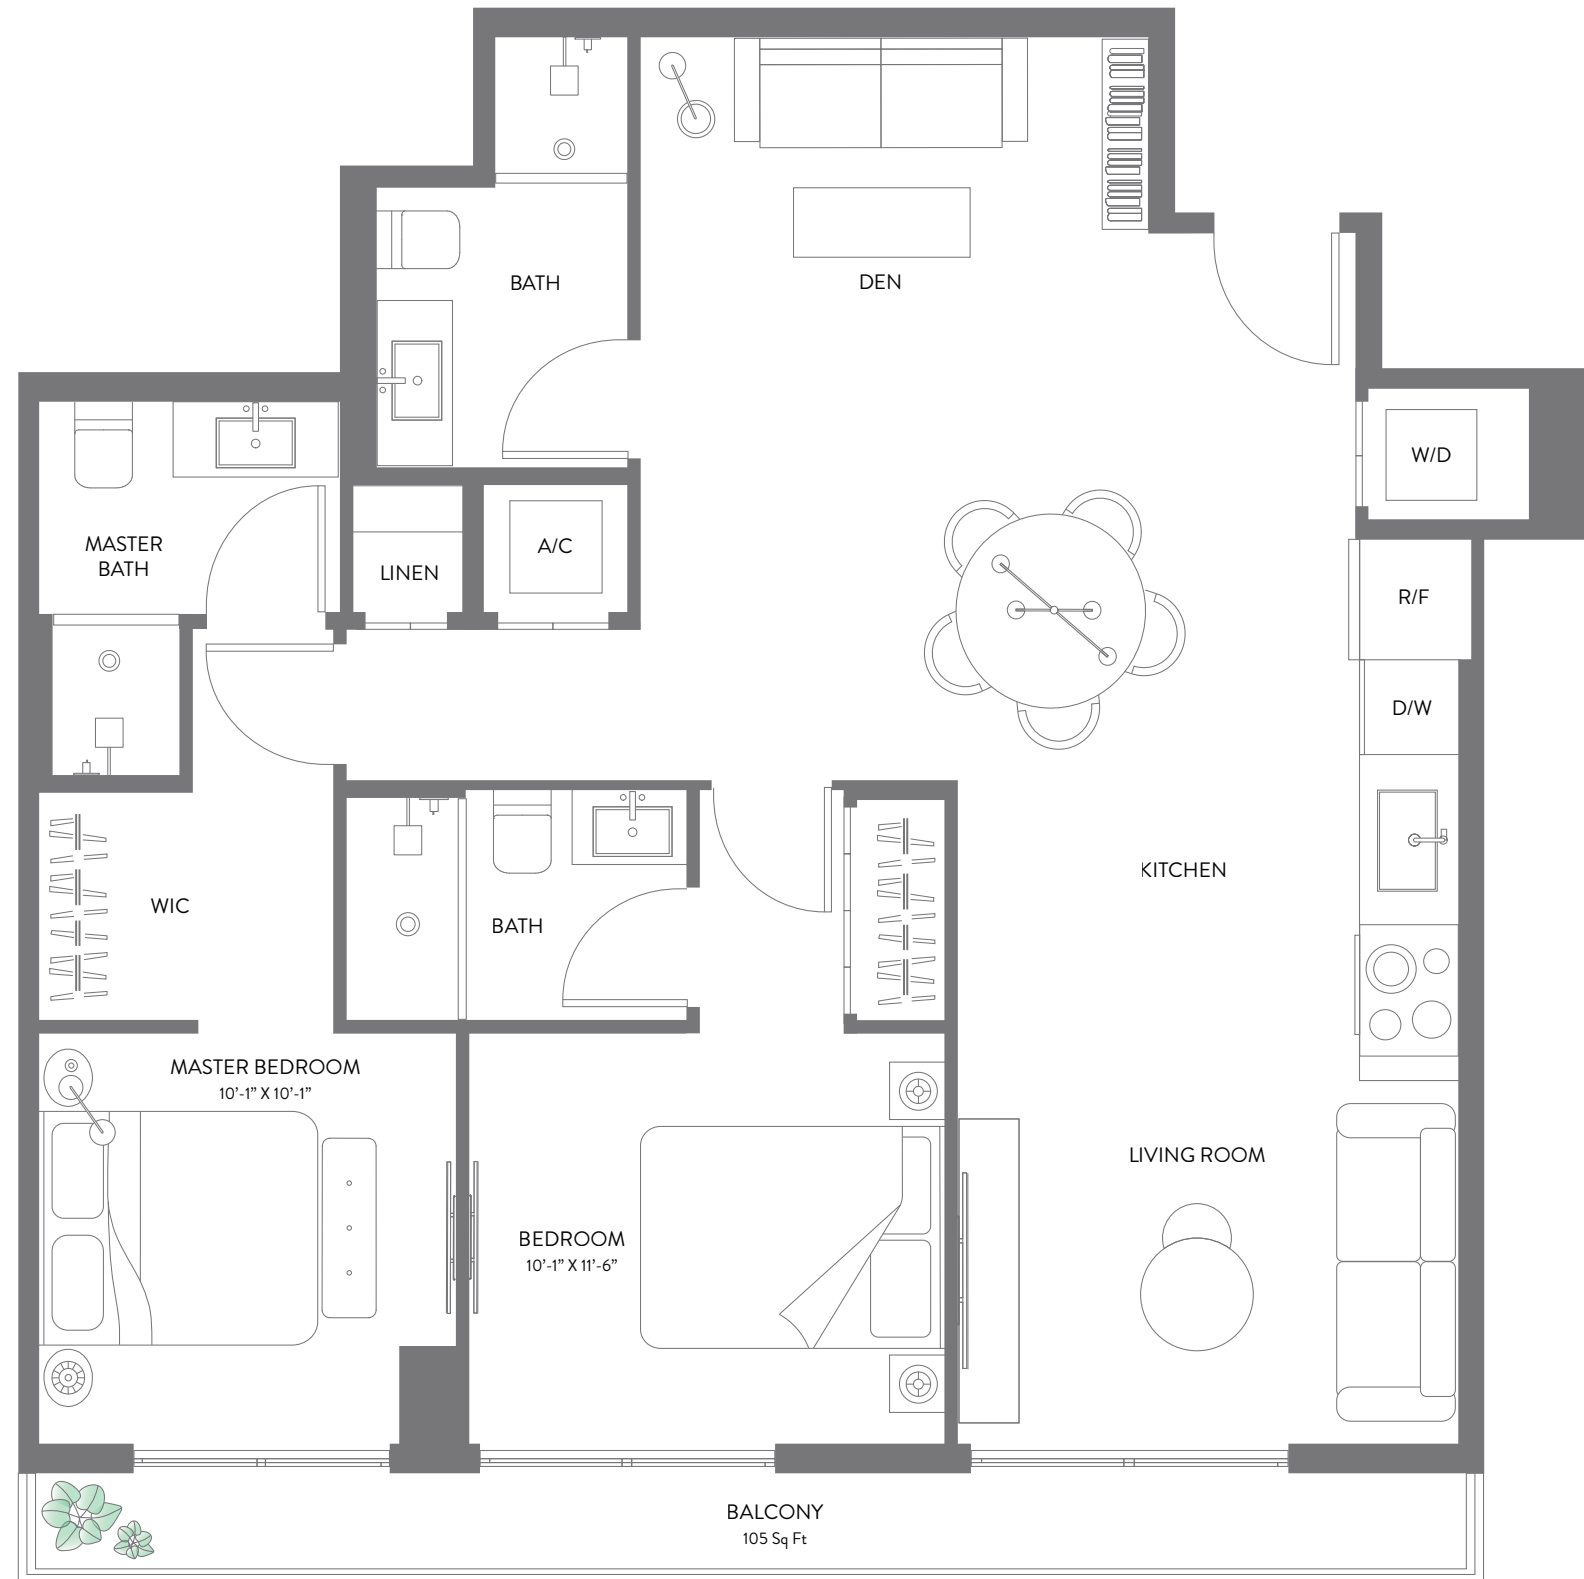 BATH
DEN
W/D
MASTER
BATH
LINEN
A/C
R/F
D/W
KITCHEN
WIC
BATH
MASTER BEDROOM
10’-1” X 10’-1”
LIVING ROOM
BEDROOM
10’-1” X 11’-6”
BALCONY
105 Sq Ft